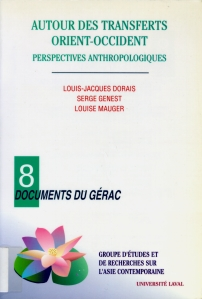 AUTOUR DES TRANSFERTS
ORIENT-OCCIDENT
PERSPECTIVES ANTHROPOLOGIQUES
LOUIS-JACQUES DORAIS
SERGE GENEST
LOUISE MAUGER
8
DOCUMENTS DU GÉRAC
GROUPE D'ÉTUDES ET
DE RECHERCHES SUR
L'ASIE CONTEMPORAINE
UNIVERSITÉ LAVAL